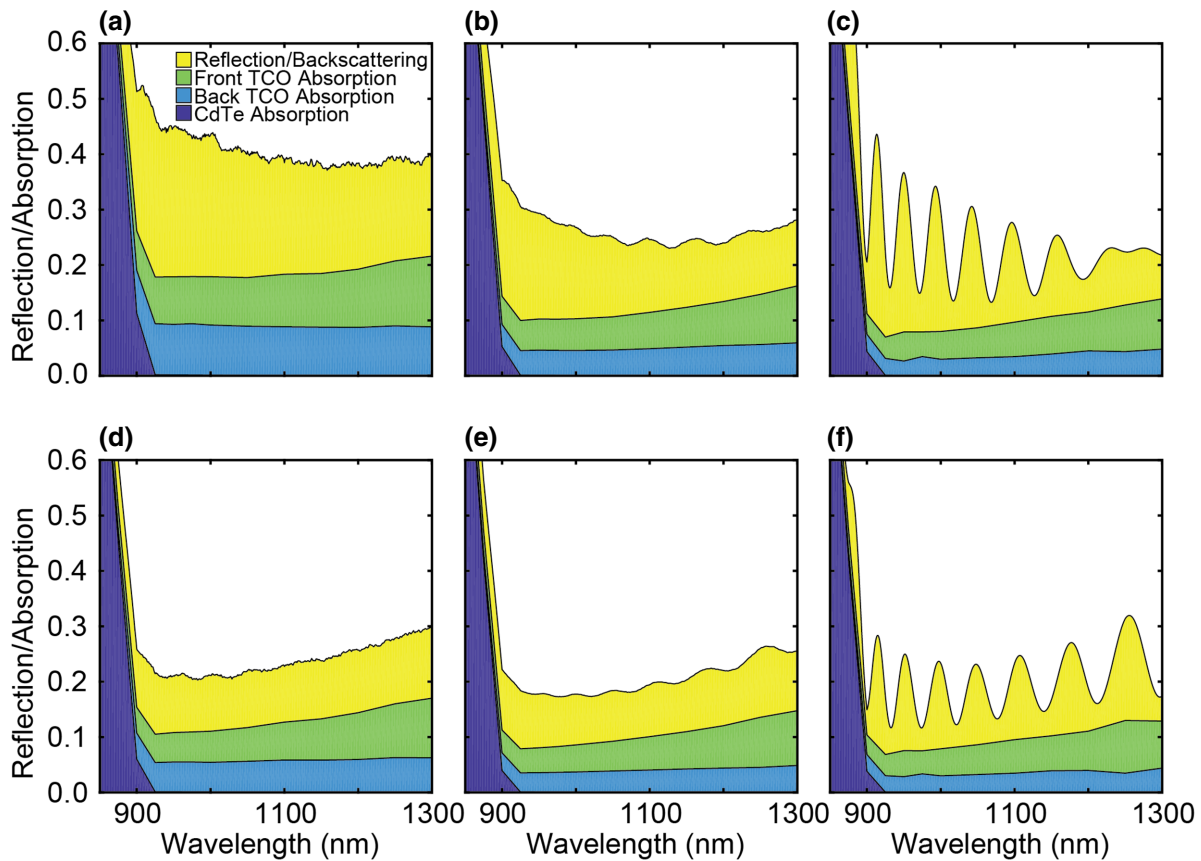 (a)
(b)
(c)
0.6
0.5
0.4
0.3
0.2
0.1
0.0
Reflection/Absorption
Reflection/Backscattering
Front TCO Absorption
Back TCO Absorption
CdTe Absorption
(d)
(e)
(f)
0.6
0.5
0.4
0.3
0.2
0.1
0.0
Reflection/Absorption
900 1100 1300
900 1100 1300
900 1100 1300
Wavelength (nm)
Wavelength (nm)
Wavelength (nm)